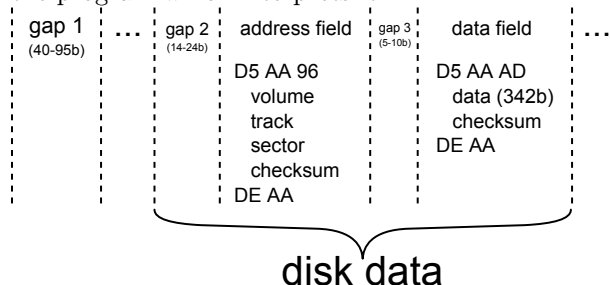 gap 1
(40-95b)
...
gap 2
(14-24b)
address field
D5 AA 96
volume
track
sector
checksum
DE AA
gap 3
(5-10b)
data field
D5 AA AD
data (342b)
checksum
DE AA
...
disk data